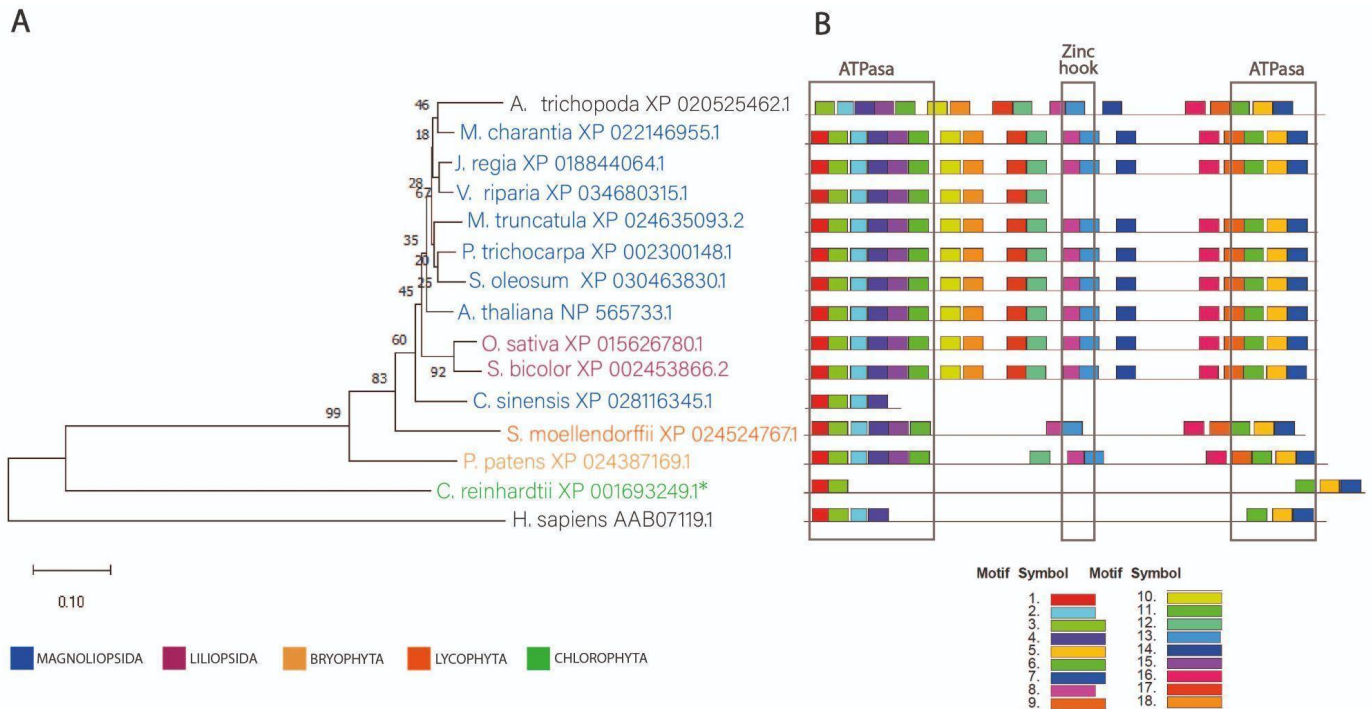 A
B
ATPasa
Zinc
hook
ATPasa
46
A. trichopoda XP 020525462.1
18
M. charantia XP 022146955.1
J. regia XP 018844064.1
28
67
V. riparia XP 034680315.1
M. truncatula XP 024635093.2
35
P. trichocarpa XP 002300148.1
20
25
S. oleosum XP 030463830.1
45
A. thaliana NP 565733.1
60
O. sativa XP 015626780.1
92
S. bicolor XP 002453866.2
83
C. sinensis XP 028116345.1
99
S. moellendorffii XP 024524767.1
P. patens XP 024387169.1
C. reinhardtii XP 001693249.1*
H. sapiens AAB07119.1
0.10
MAGNOLIOPSIDA LILIOPSIDA BRYOPHYTA LYCOPHYTA CHLOROPHYTA
Motif Symbol Motif Symbol
1. 10.
2. 11.
3. 12.
4. 13.
5. 14.
6. 15.
7. 16.
8. 17.
9. 18.